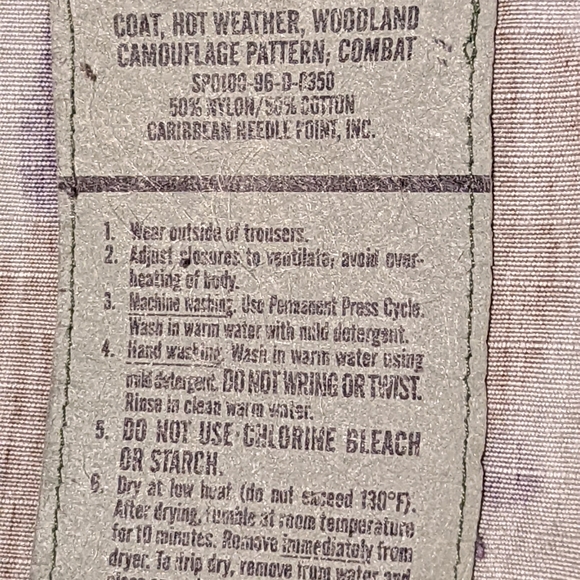 COAT, HOT WEATHER, WOODLAND
CAMOUFLAGE PATTERN, COMBAT
SP0100-96-D-0350
50% NYLON/50% COTTON
CARIBBEAN NEEDLE POINT, INC.
1. Wear outside of trousers.
2. Adjust closures to ventilate, avoid over-
heating of body.
3. Machine washing. Use Permanent Press Cycle.
Wash in warm water with mild detergent.
4. Hand washing. Wash in warm water using
mild detergent. DO NOT WRING OR TWIST.
Rinse in clean warm water.
5. DO NOT USE CHLORINE BLEACH
OR STARCH.
6. Dry at low heat (do not exceed 130°F).
After drying, tumble at room temperature
for 10 minutes. Remove immediately from
dryer. To drip dry, remove from water and